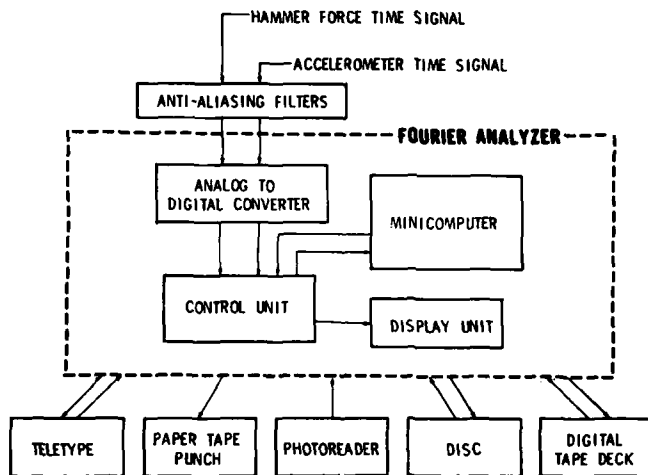 HAMMER FORCE TIME SIGNAL
ACCELEROMETER TIME SIGNAL
ANTI-ALIASING FILTERS
FOURIER ANALYZER
ANALOG TO
DIGITAL CONVERTER
MINICOMPUTER
CONTROL UNIT
DISPLAY UNIT
TELETYPE
PAPER TAPE
PUNCH
PHOTOREADER
DISC
DIGITAL
TAPE DECK